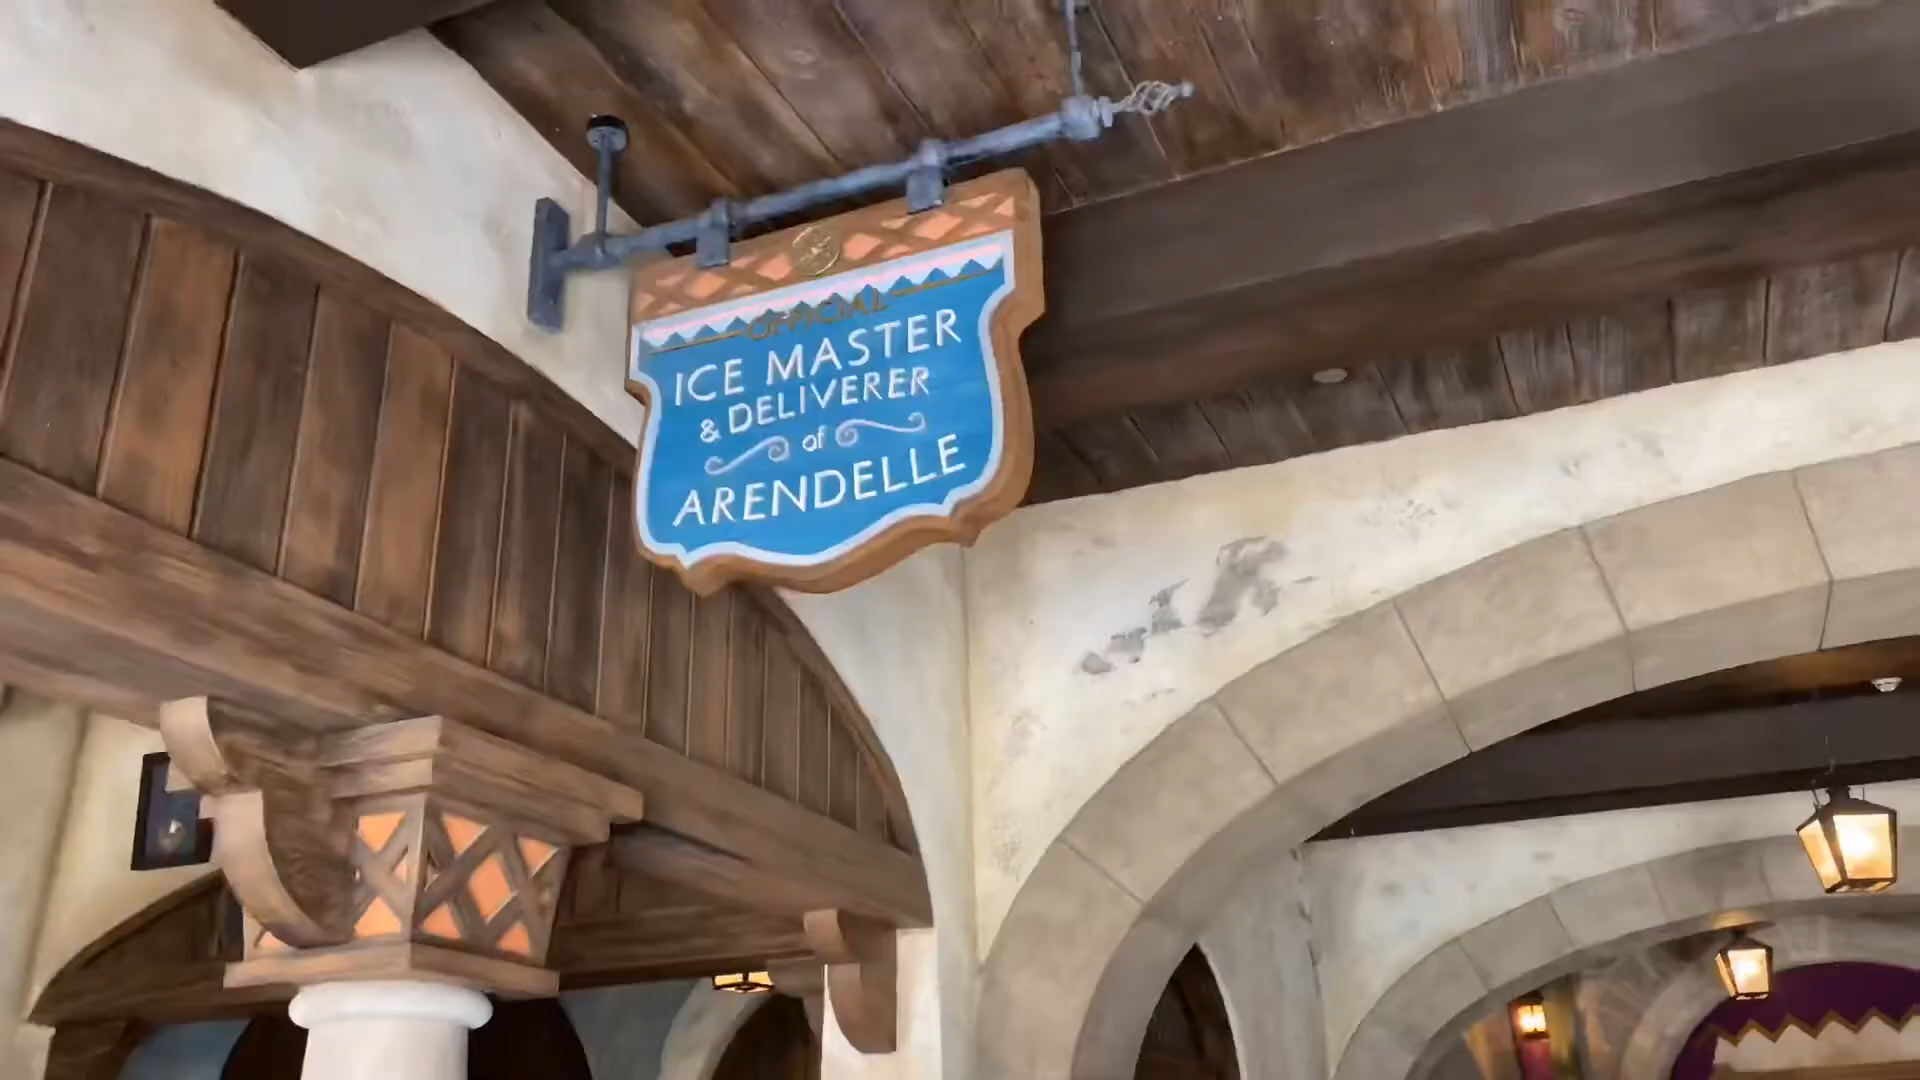 OFFICIAL
ICE MASTER
& DELIVERER
of
ARENDELLE